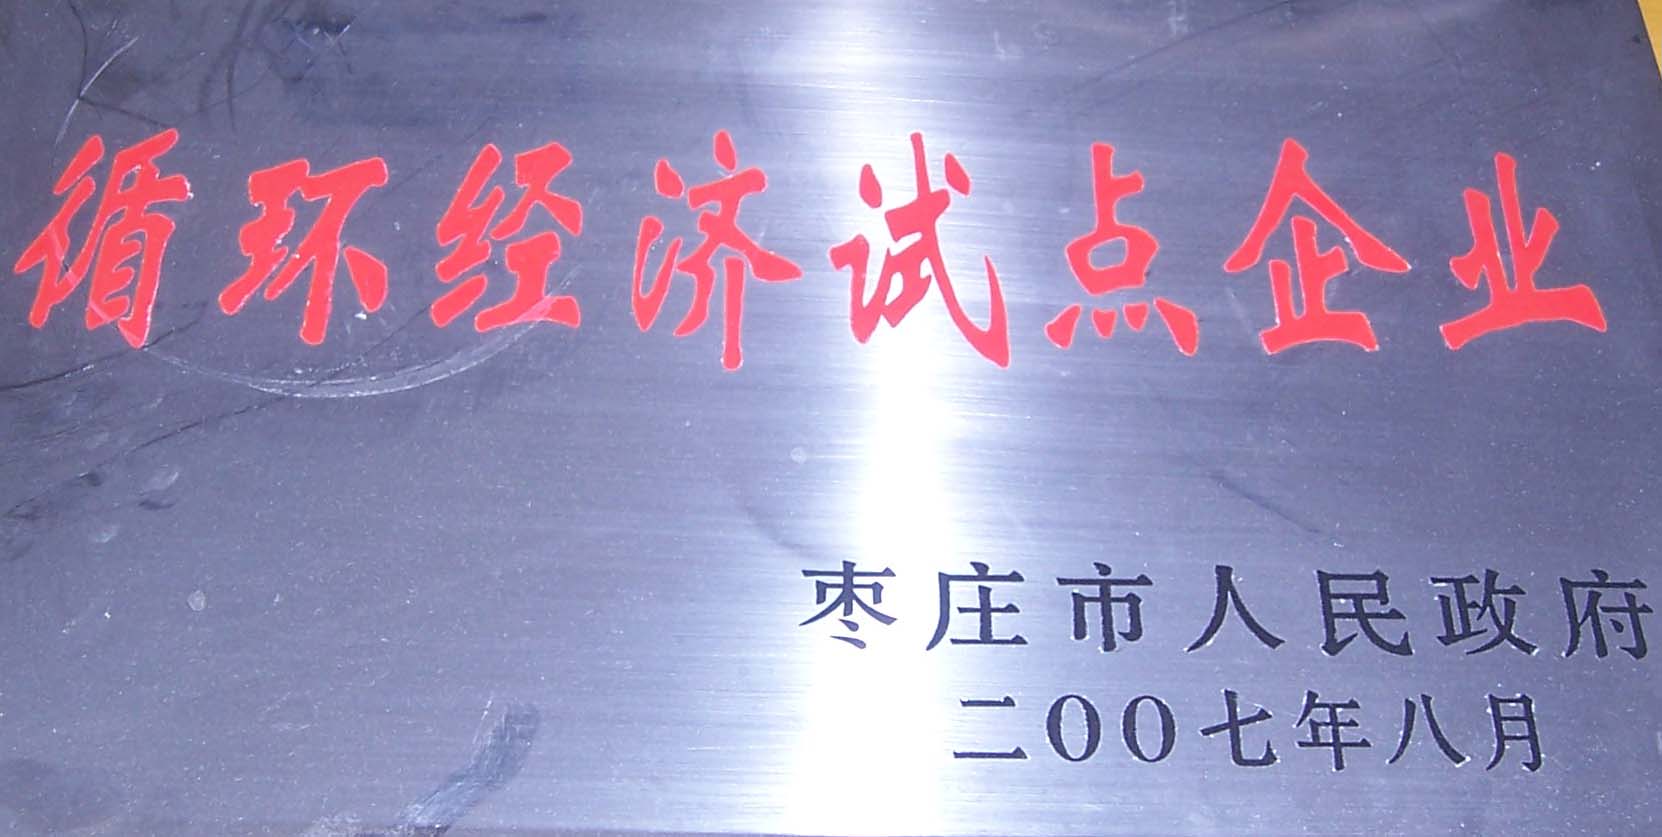 循环经济试点企业
枣庄市人民政府
二00七年八月